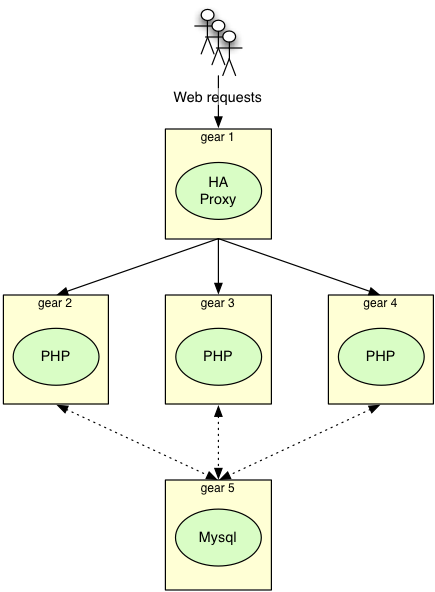 Web requests
gear 1
HA
Proxy
gear 2
gear 3
gear 4
PHP
PHP
PHP
gear 5
Mysql